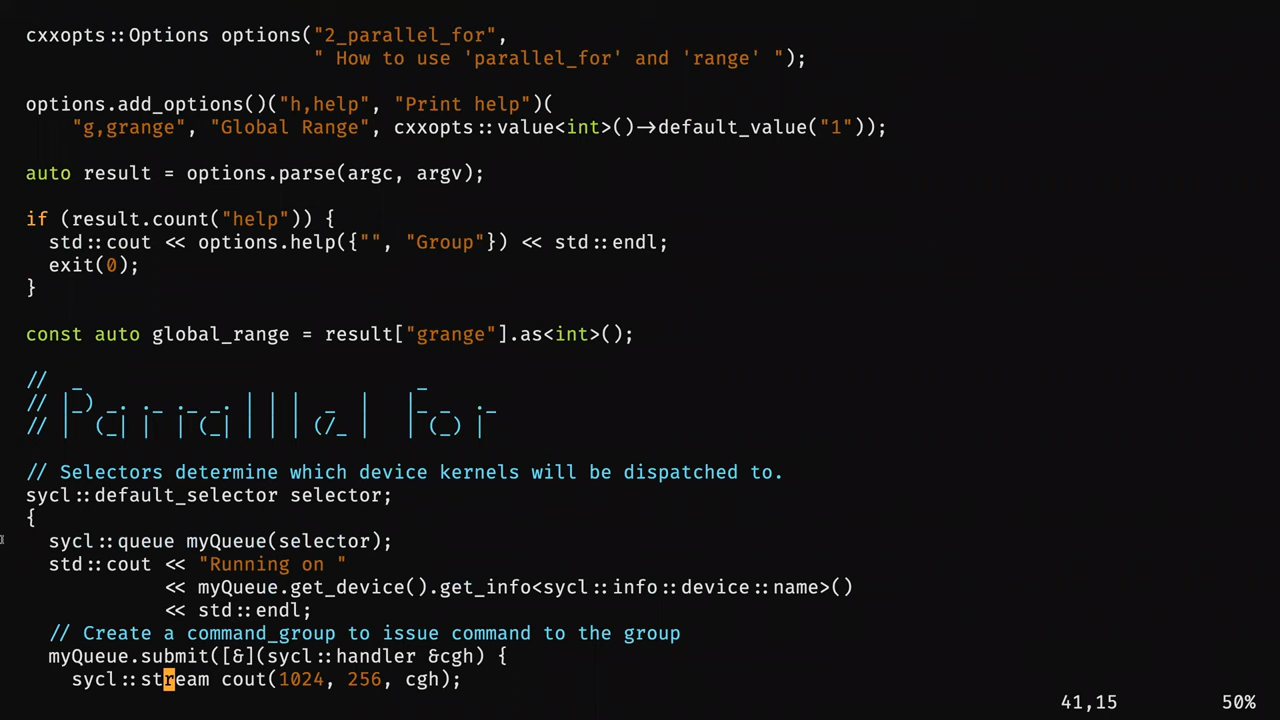 cxxopts::Options options("2_parallel_for",
" How to use 'parallel_for' and 'range' ");
options.add_options()("h,help", "Print help")(
"g,grange", "Global Range", cxxopts::value<int>()->default_value("1"));
auto result = options.parse(argc, argv);
if (result.count("help")) {
std::cout << options.help({"", "Group"}) << std::endl;
exit(0);
}
const auto global_range = result["grange"].as<int>();
//  _                              _
// |_) _. ._ ._ _. | | |  _  |   |_  _  ._
// |  (_| |  | (_| | | | (/_ |   |  (_) |
// Selectors determine which device kernels will be dispatched to.
sycl::default_selector selector;
{
sycl::queue myQueue(selector);
std::cout << "Running on "
<< myQueue.get_device().get_info<sycl::info::device::name>()
<< std::endl;
// Create a command_group to issue command to the group
myQueue.submit([&](sycl::handler &cgh) {
sycl::stream cout(1024, 256, cgh);
41,15 50%